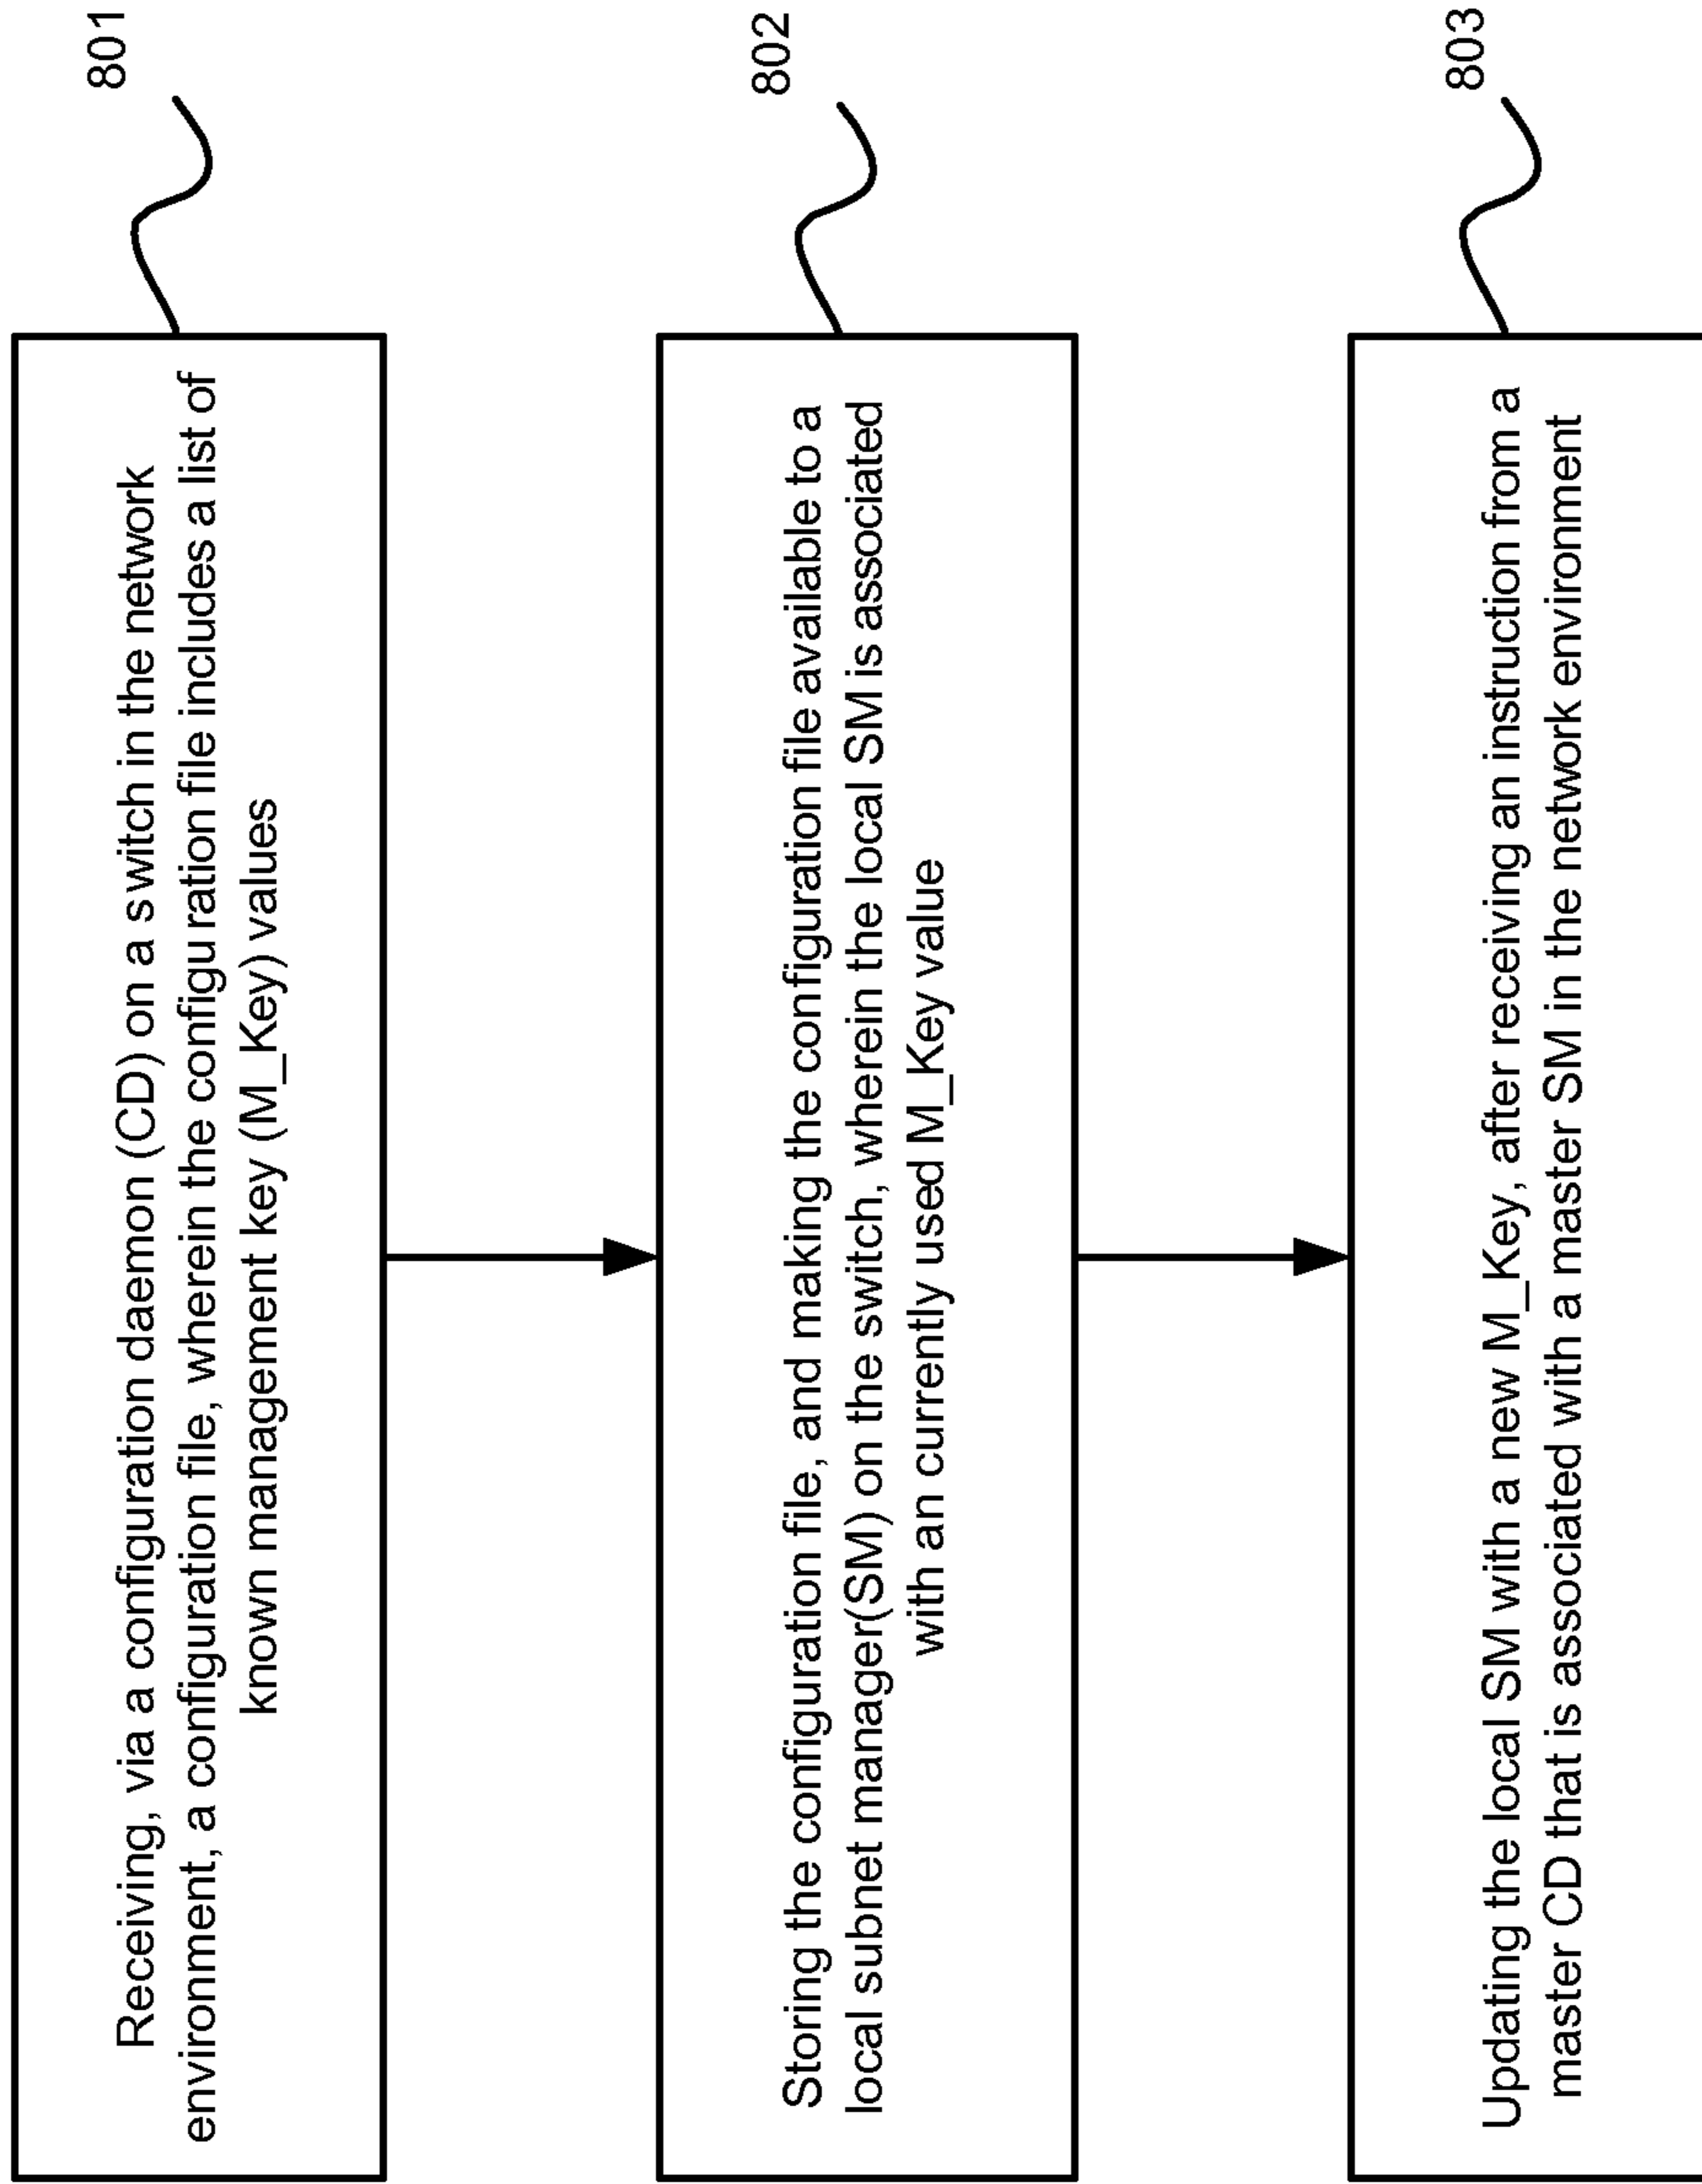 Receiving, via a configuration daemon (CD) on a switch in the network
environment, a configuration file, wherein the configuration file includes a list of
known management key (M_Key) values
801
Storing the configuration file, and making the configuration file available to a
local subnet manager(SM) on the switch, wherein the local SM is associated
with an currently used M_Key value
802
Updating the local SM with a new M_Key, after receiving an instruction from a
master CD that is associated with a master SM in the network environment
803